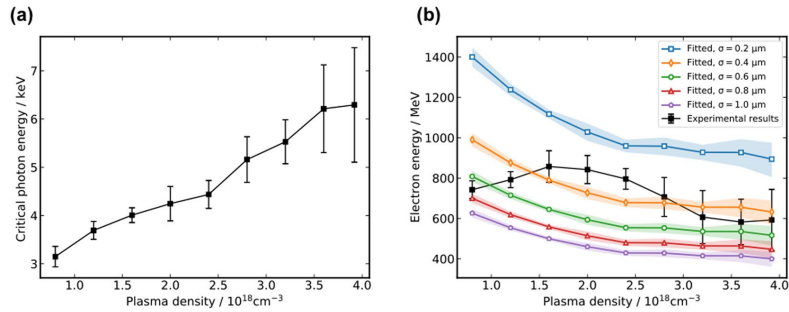 (a)
Critical photon energy / keV
7
6
5
4
3
1.0 1.5 2.0 2.5 3.0 3.5 4.0
Plasma density / 10¹⁸cm⁻³
(b)
Electron energy / MeV
1400
1200
1000
800
600
400
Fitted, σ = 0.2 μm
Fitted, σ = 0.4 μm
Fitted, σ = 0.6 μm
Fitted, σ = 0.8 μm
Fitted, σ = 1.0 μm
Experimental results
1.0 1.5 2.0 2.5 3.0 3.5 4.0
Plasma density / 10¹⁸cm⁻³